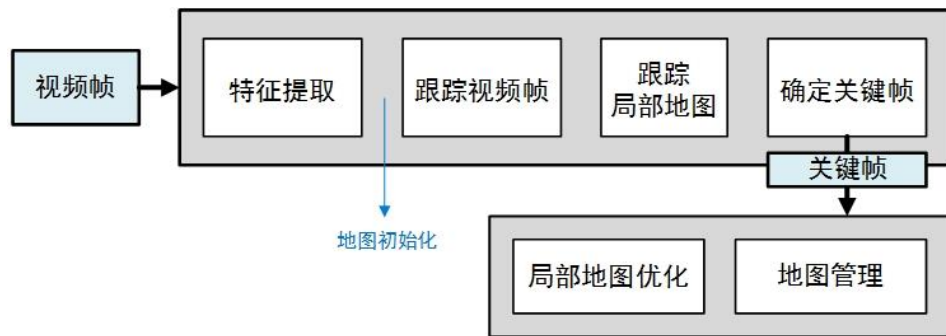 视频帧
特征提取
跟踪视频帧
跟踪
局部地图
确定关键帧
关键帧
地图初始化
局部地图优化
地图管理